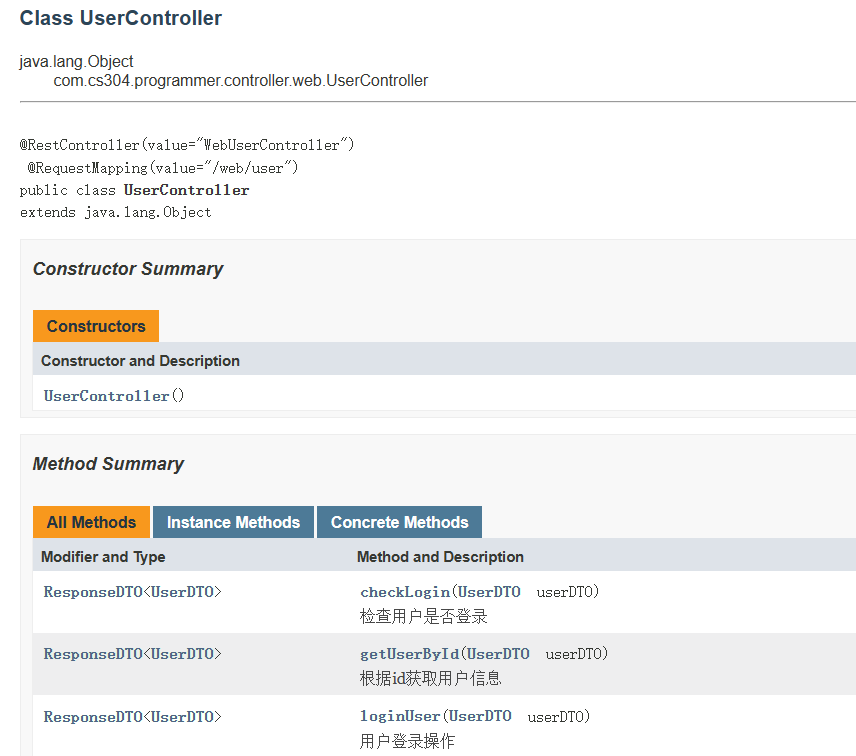 Class UserController
java.lang.Object
com.cs304.programmer.controller.web.UserController
@RestController(value="WebUserController")
@RequestMapping(value="/web/user")
public class UserController
extends java.lang.Object
Constructor Summary
Constructors
Constructor and Description
UserController()
Method Summary
All Methods Instance Methods Concrete Methods
Modifier and Type Method and Description
ResponseDTO<UserDTO> checkLogin(UserDTO userDTO)
检查用户是否登录
ResponseDTO<UserDTO> getUserById(UserDTO userDTO)
根据id获取用户信息
ResponseDTO<UserDTO> loginUser(UserDTO userDTO)
用户登录操作